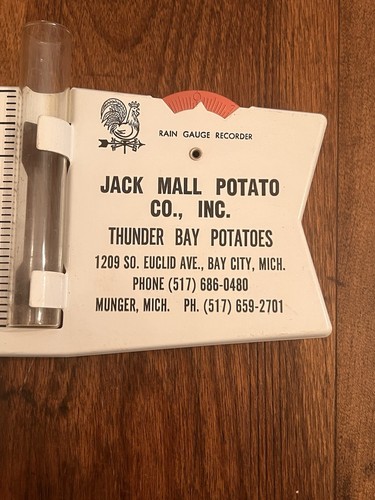 RAIN GAUGE RECORDER
JACK MALL POTATO
CO., INC.
THUNDER BAY POTATOES
1209 SO. EUCLID AVE., BAY CITY, MICH.
PHONE (517) 686-0480
MUNGER, MICH. PH. (517) 659-2701